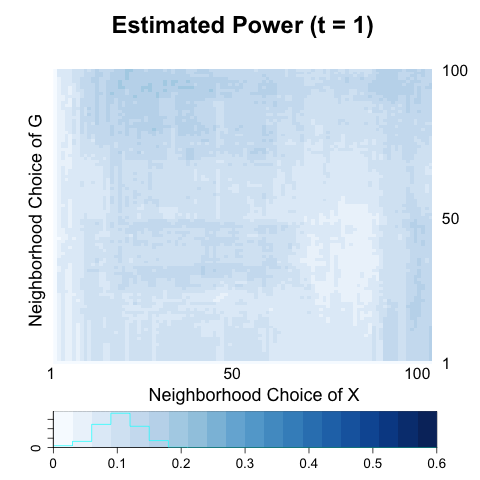 Estimated Power (t = 1)
100
Neighborhood Choice of G
50
1
1 50 100
Neighborhood Choice of X
0
0 0.1 0.2 0.3 0.4 0.5 0.6